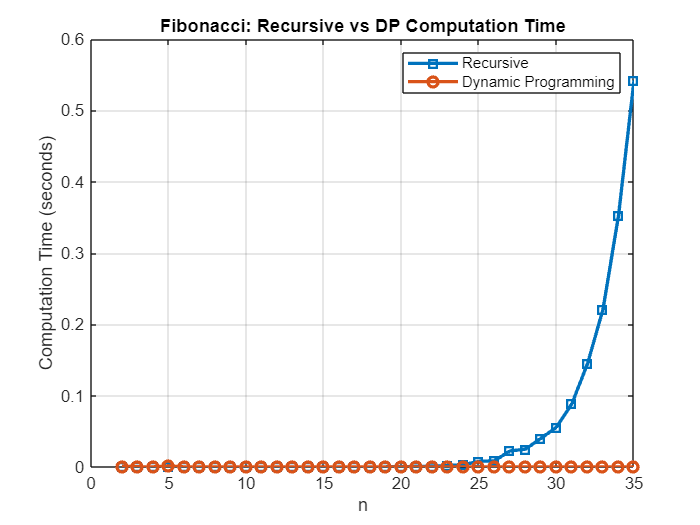 Fibonacci: Recursive vs DP Computation Time
Recursive
Dynamic Programming
Computation Time (seconds)
0.6
0.5
0.4
0.3
0.2
0.1
0
0 5 10 15 20 25 30 35
n